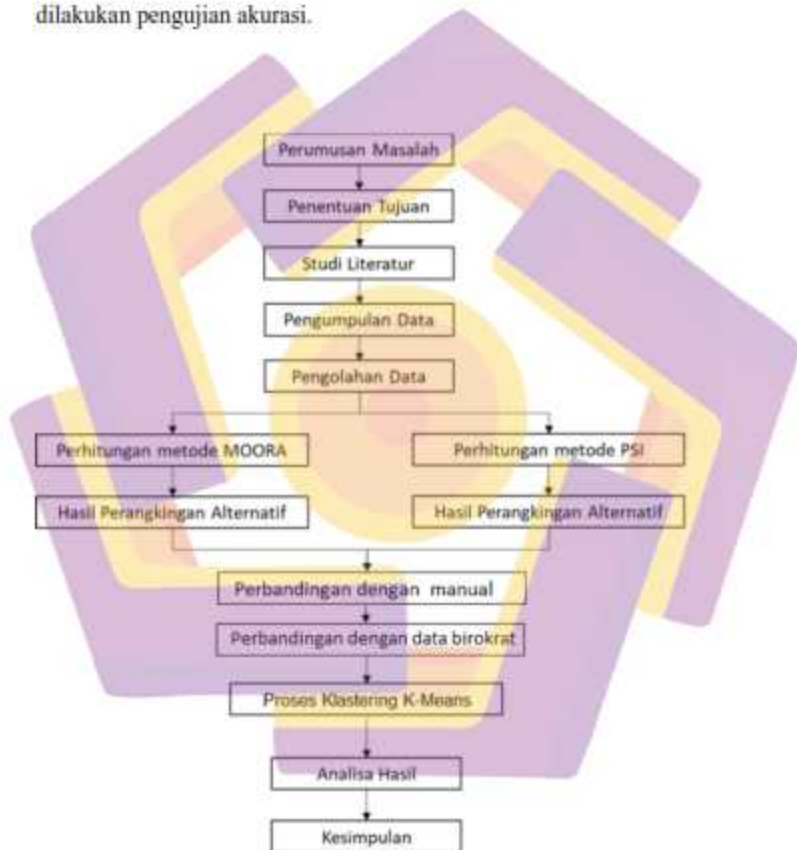 dilakukan pengujian akurasi.
Perumusan Masalah
Penentuan Tujuan
Studi Literatur
Pengumpulan Data
Pengolahan Data
Perhitungan metode MOORA
Perhitungan metode PSI
Hasil Perangkingan Alternatif
Hasil Perangkingan Alternatif
Perbandingan dengan manual
Perbandingan dengan data birokrat
Proses Klastering K-Means
Analisa Hasil
Kesimpulan